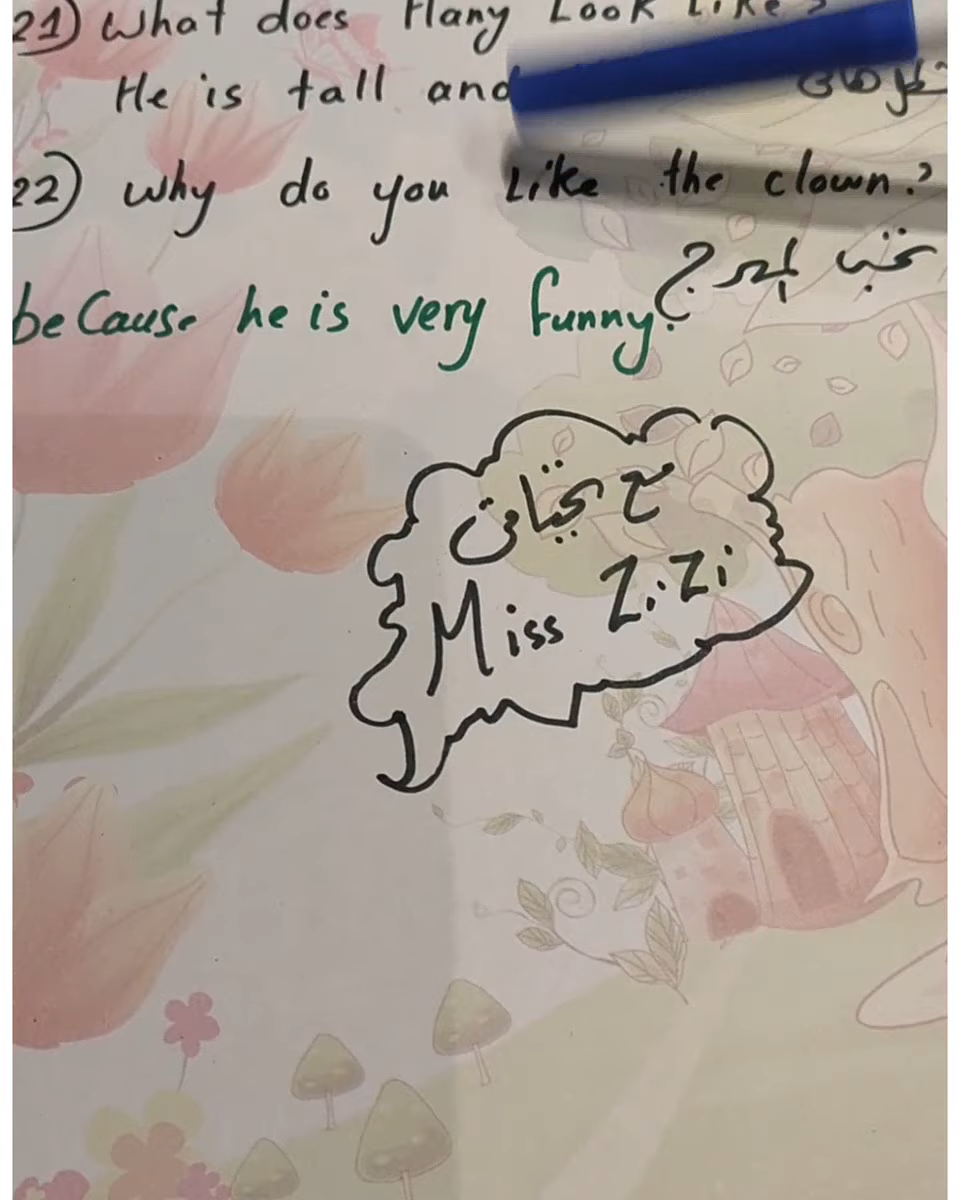 21) What does Hany Look Like?
He is tall and
22) Why do you Like the clown.?
تحب المهرج؟
because he is very funny.
مع تحياتى
Miss ZiZi